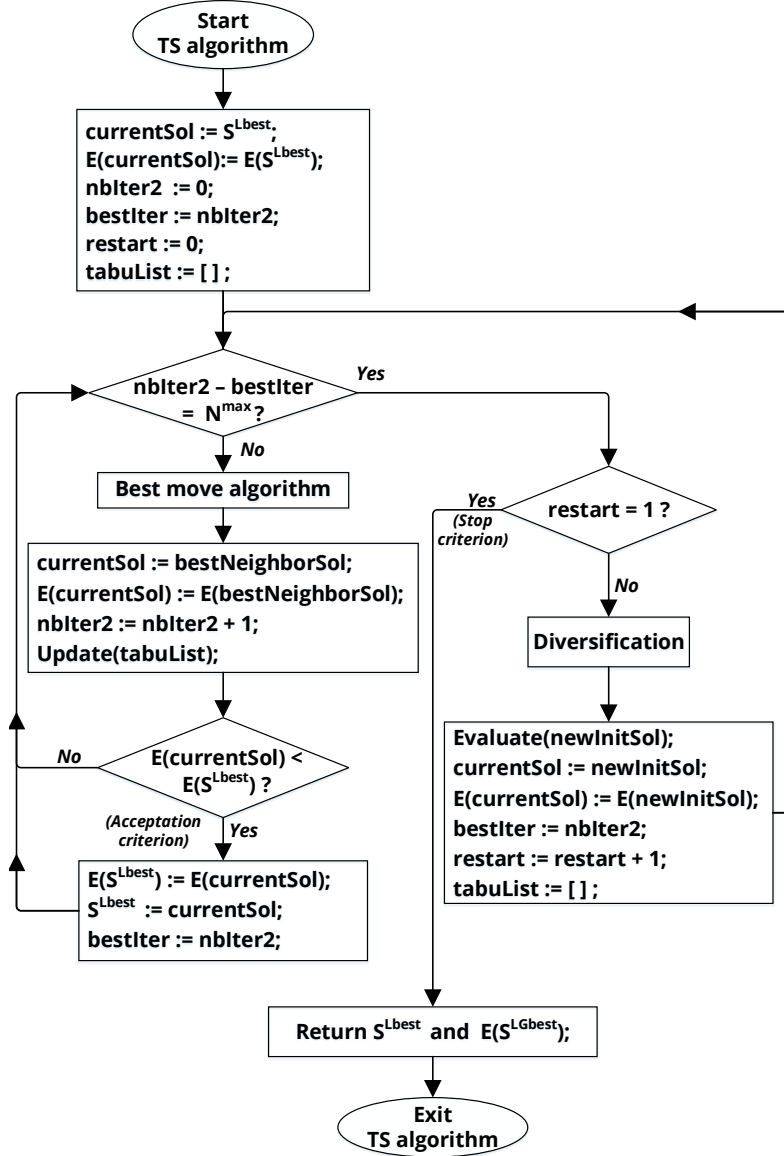 Start
TS algorithm
currentSol := S^Lbest;
E(currentSol):= E(S^Lbest);
nbIter2 := 0;
bestIter := nbIter2;
restart := 0;
tabuList := [ ] ;
nbIter2 – bestIter
= N^max ?
Yes
No
Best move algorithm
currentSol := bestNeighborSol;
E(currentSol) := E(bestNeighborSol);
nbIter2 := nbIter2 + 1;
Update(tabuList);
E(currentSol) <
E(S^Lbest) ?
No
(Acceptation
criterion)
Yes
E(S^Lbest) := E(currentSol);
S^Lbest := currentSol;
bestIter := nbIter2;
restart = 1 ?
Yes
(Stop
criterion)
No
Diversification
Evaluate(newInitSol);
currentSol := newInitSol;
E(currentSol) := E(newInitSol);
bestIter := nbIter2;
restart := restart + 1;
tabuList := [ ] ;
Return S^Lbest and E(S^LGbest);
Exit
TS algorithm